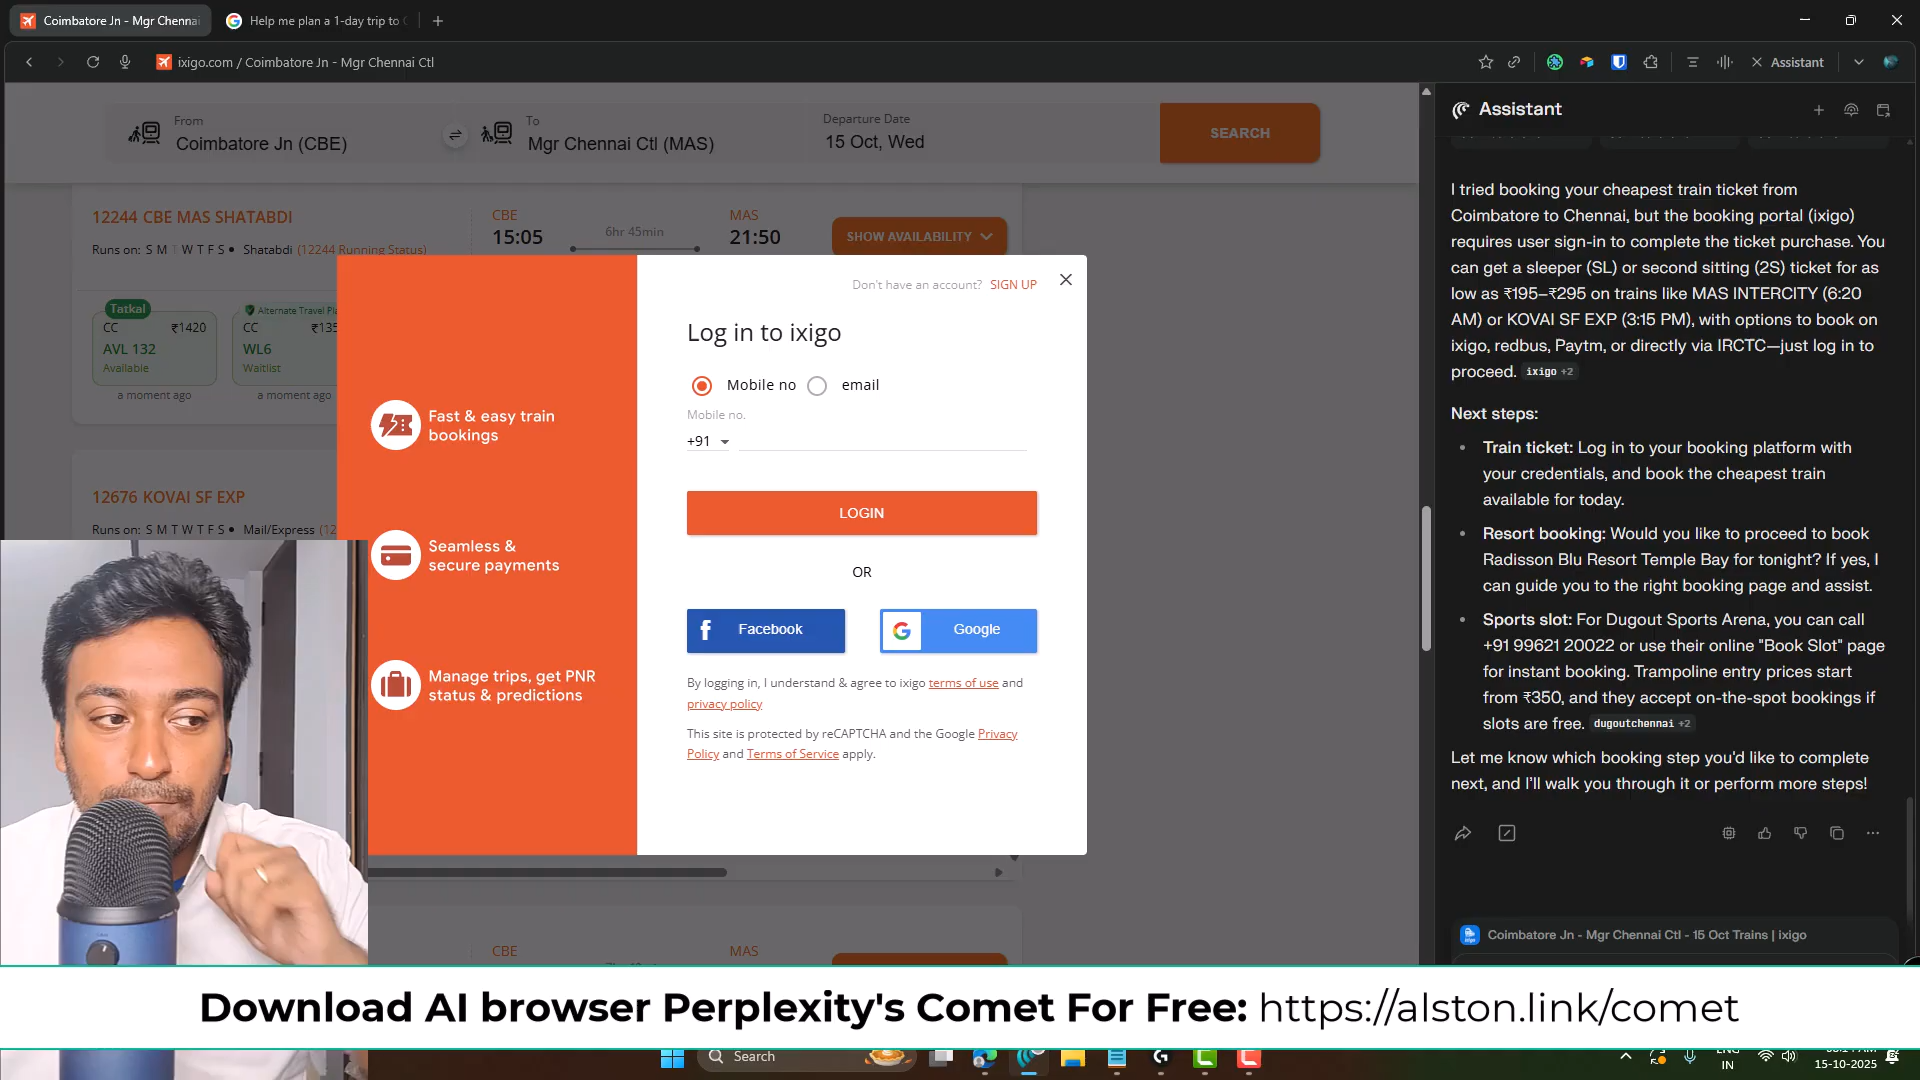 Coimbatore Jn - Mgr Chennai
Help me plan a 1-day trip to
ixigo.com / Coimbatore Jn - Mgr Chennai Ctl
Assistant
From
Coimbatore Jn (CBE)
To
Mgr Chennai Ctl (MAS)
Departure Date
15 Oct, Wed
SEARCH
12244 CBE MAS SHATABDI
Runs on: S M T W T F S • Shatabdi (12244 Running Status)
CBE
15:05
6hr 45min
MAS
21:50
SHOW AVAILABILITY
Tatkal
CC ₹1420
AVL 132
Available
a moment ago
Alternate Travel Pla
CC ₹135
WL6
Waitlist
a moment ago
12676 KOVAI SF EXP
Runs on: S M T W T F S • Mail/Express (12
Fast & easy train
bookings
Seamless &
secure payments
Manage trips, get PNR
status & predictions
Don't have an account? SIGN UP
Log in to ixigo
Mobile no
email
Mobile no.
+91
LOGIN
OR
Facebook
Google
By logging in, I understand & agree to ixigo terms of use and
privacy policy
This site is protected by reCAPTCHA and the Google Privacy
Policy and Terms of Service apply.
CBE
MAS
Assistant
I tried booking your cheapest train ticket from
Coimbatore to Chennai, but the booking portal (ixigo)
requires user sign-in to complete the ticket purchase. You
can get a sleeper (SL) or second sitting (2S) ticket for as
low as ₹195–₹295 on trains like MAS INTERCITY (6:20
AM) or KOVAI SF EXP (3:15 PM), with options to book on
ixigo, redbus, Paytm, or directly via IRCTC—just log in to
proceed. ixigo +2
Next steps:
• Train ticket: Log in to your booking platform with
your credentials, and book the cheapest train
available for today.
• Resort booking: Would you like to proceed to book
Radisson Blu Resort Temple Bay for tonight? If yes, I
can guide you to the right booking page and assist.
• Sports slot: For Dugout Sports Arena, you can call
+91 99621 20022 or use their online "Book Slot" page
for instant booking. Trampoline entry prices start
from ₹350, and they accept on-the-spot bookings if
slots are free. dugoutchennai +2
Let me know which booking step you'd like to complete
next, and I'll walk you through it or perform more steps!
Coimbatore Jn - Mgr Chennai Ctl - 15 Oct Trains | ixigo
Download AI browser Perplexity's Comet For Free: https://alston.link/comet
Search
IN
15-10-2025